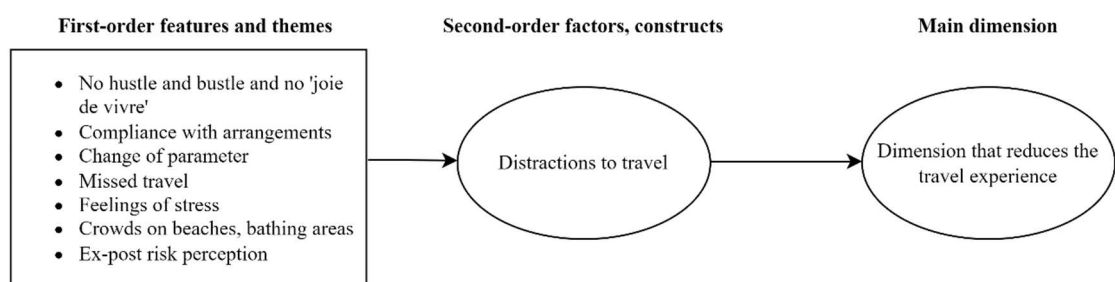 First-order features and themes
Second-order factors, constructs
Main dimension
• No hustle and bustle and no 'joie
de vivre'
• Compliance with arrangements
• Change of parameter
• Missed travel
• Feelings of stress
• Crowds on beaches, bathing areas
• Ex-post risk perception
Distractions to travel
Dimension that reduces the
travel experience